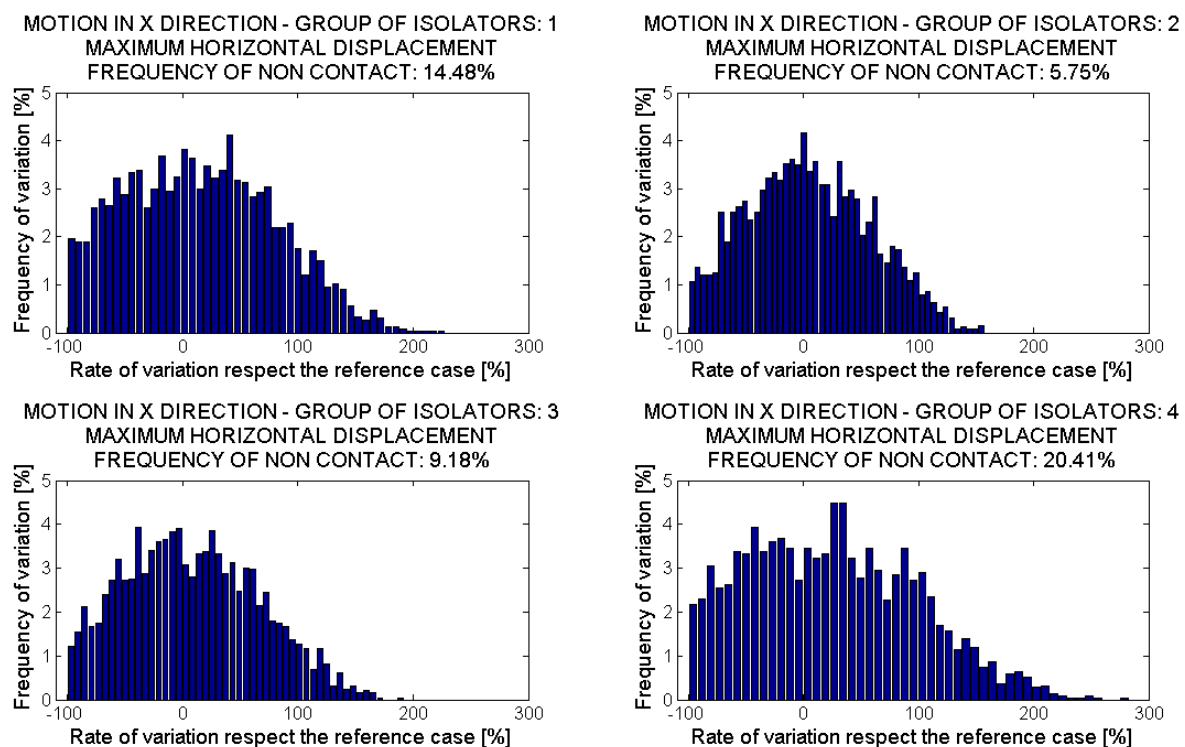 MOTION IN X DIRECTION - GROUP OF ISOLATORS: 1
MAXIMUM HORIZONTAL DISPLACEMENT
FREQUENCY OF NON CONTACT: 14.48%
5
4
3
2
1
0
Frequency of variation [%]
-100 0 100 200 300
Rate of variation respect the reference case [%]
MOTION IN X DIRECTION - GROUP OF ISOLATORS: 2
MAXIMUM HORIZONTAL DISPLACEMENT
FREQUENCY OF NON CONTACT: 5.75%
5
4
3
2
1
0
Frequency of variation [%]
-100 0 100 200 300
Rate of variation respect the reference case [%]
MOTION IN X DIRECTION - GROUP OF ISOLATORS: 3
MAXIMUM HORIZONTAL DISPLACEMENT
FREQUENCY OF NON CONTACT: 9.18%
5
4
3
2
1
0
Frequency of variation [%]
-100 0 100 200 300
Rate of variation respect the reference case [%]
MOTION IN X DIRECTION - GROUP OF ISOLATORS: 4
MAXIMUM HORIZONTAL DISPLACEMENT
FREQUENCY OF NON CONTACT: 20.41%
5
4
3
2
1
0
Frequency of variation [%]
-100 0 100 200 300
Rate of variation respect the reference case [%]